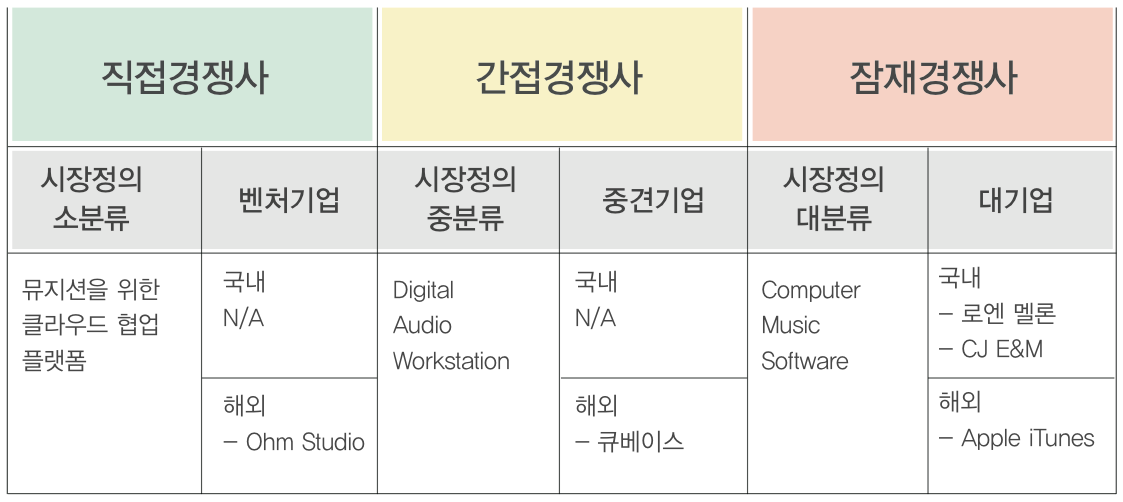 직접경쟁사
간접경쟁사
잠재경쟁사
시장정의
소분류
벤처기업
시장정의
중분류
중견기업
시장정의
대분류
대기업
뮤지션을 위한
클라우드 협업
플랫폼
국내
N/A
해외
– Ohm Studio
Digital
Audio
Workstation
국내
N/A
해외
– 큐베이스
Computer
Music
Software
국내
– 로엔 멜론
– CJ E&M
해외
– Apple iTunes